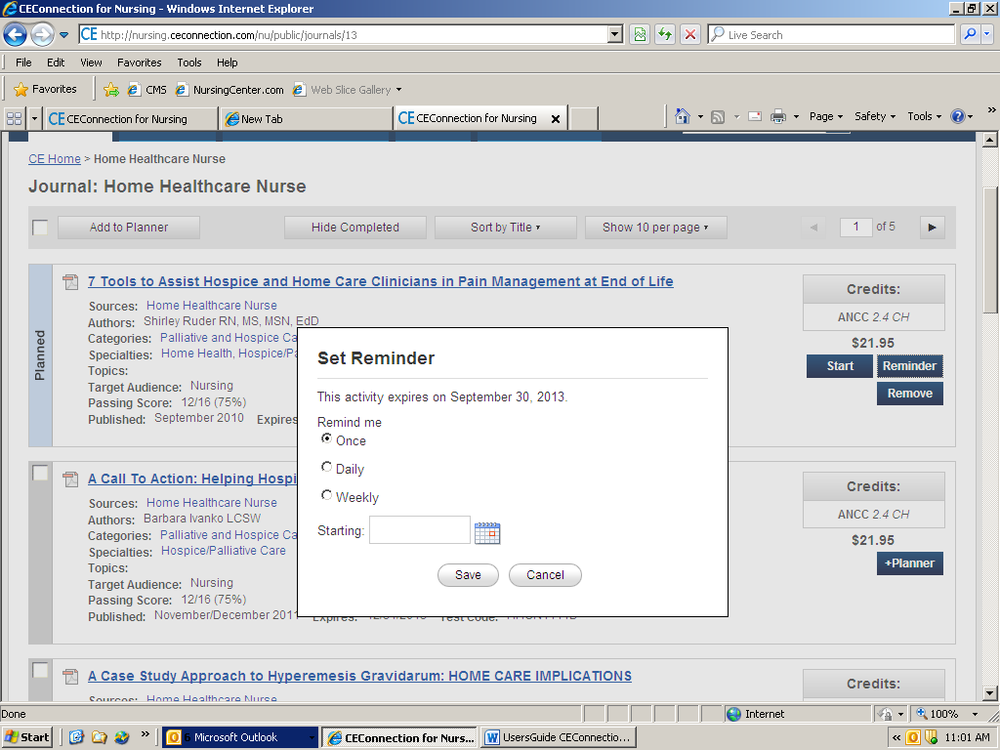 CEConnection for Nursing - Windows Internet Explorer
CE http://nursing.ceconnection.com/nu/public/journals/13
Live Search
File Edit View Favorites Tools Help
Favorites CMS NursingCenter.com Web Slice Gallery
CE CEConnection for Nursing New Tab CE CEConnection for Nursing Page Safety Tools »
CE Home > Home Healthcare Nurse
Journal: Home Healthcare Nurse
Add to Planner Hide Completed Sort by Title Show 10 per page 1 of 5
Planned
7 Tools to Assist Hospice and Home Care Clinicians in Pain Management at End of Life
Sources: Home Healthcare Nurse
Authors: Shirley Ruder RN, MS, MSN, EdD
Categories: Palliative and Hospice Ca
Specialties: Home Health, Hospice/Pa
Topics:
Target Audience: Nursing
Passing Score: 12/16 (75%)
Published: September 2010 Expires
Credits:
ANCC 2.4 CH
$21.95
Start Reminder
Remove
Set Reminder
This activity expires on September 30, 2013.
Remind me
Once
Daily
Weekly
Starting:
Save Cancel
A Call To Action: Helping Hospi
Sources: Home Healthcare Nurse
Authors: Barbara Ivanko LCSW
Categories: Palliative and Hospice Ca
Specialties: Hospice/Palliative Care
Topics:
Target Audience: Nursing
Passing Score: 12/16 (75%)
Published: November/December 2011 Expires: Test Code:
Credits:
ANCC 2.4 CH
$21.95
+Planner
A Case Study Approach to Hyperemesis Gravidarum: HOME CARE IMPLICATIONS
Sources: Home Healthcare Nurse
Credits:
Done Internet 100%
Start » 6 Microsoft Outlook CEConnection for Nurs... UsersGuide CEConnectio... « 11:01 AM